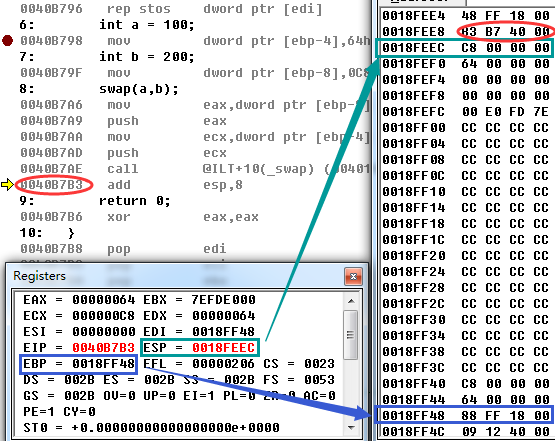 0040B796 rep stos dword ptr [edi]
6: int a = 100;
0040B798 mov dword ptr [ebp-4],64h
7: int b = 200;
0040B79F mov dword ptr [ebp-8],0C8
8: swap(a,b);
0040B7A6 mov eax,dword ptr [ebp-8]
0040B7A9 push eax
0040B7AA mov ecx,dword ptr [ebp-4]
0040B7AD push ecx
0040B7AE call @ILT+10(_swap) (00401
0040B7B3 add esp,8
9: return 0;
0040B7B6 xor eax,eax
10: }
0040B7B8 pop edi
Registers
EAX = 00000064 EBX = 7EFDE000
ECX = 000000C8 EDX = 00000064
ESI = 00000000 EDI = 0018FF48
EIP = 0040B7B3 ESP = 0018FEEC
EBP = 0018FF48 EFL = 00000206 CS = 0023
DS = 002B ES = 002B SS = 002B FS = 0053
GS = 002B OV=0 UP=0 EI=1 PL=0 ZR=0 AC=0
PE=1 CY=0
ST0 = +0.00000000000000000e+0000
0018FEE4 48 FF 18 00
0018FEE8 B3 B7 40 00
0018FEEC C8 00 00 00
0018FEF0 64 00 00 00
0018FEF4 00 00 00 00
0018FEF8 00 00 00 00
0018FEFC 00 E0 FD 7E
0018FF00 CC CC CC CC
0018FF04 CC CC CC CC
0018FF08 CC CC CC CC
0018FF0C CC CC CC CC
0018FF10 CC CC CC CC
0018FF14 CC CC CC CC
0018FF18 CC CC CC CC
0018FF1C CC CC CC CC
0018FF20 CC CC CC CC
0018FF24 CC CC CC CC
0018FF28 CC CC CC CC
0018FF2C CC CC CC CC
0018FF30 CC CC CC CC
0018FF34 CC CC CC CC
0018FF38 CC CC CC CC
0018FF3C CC CC CC CC
0018FF40 C8 00 00 00
0018FF44 64 00 00 00
0018FF48 88 FF 18 00
0018FF4C 09 12 40 00